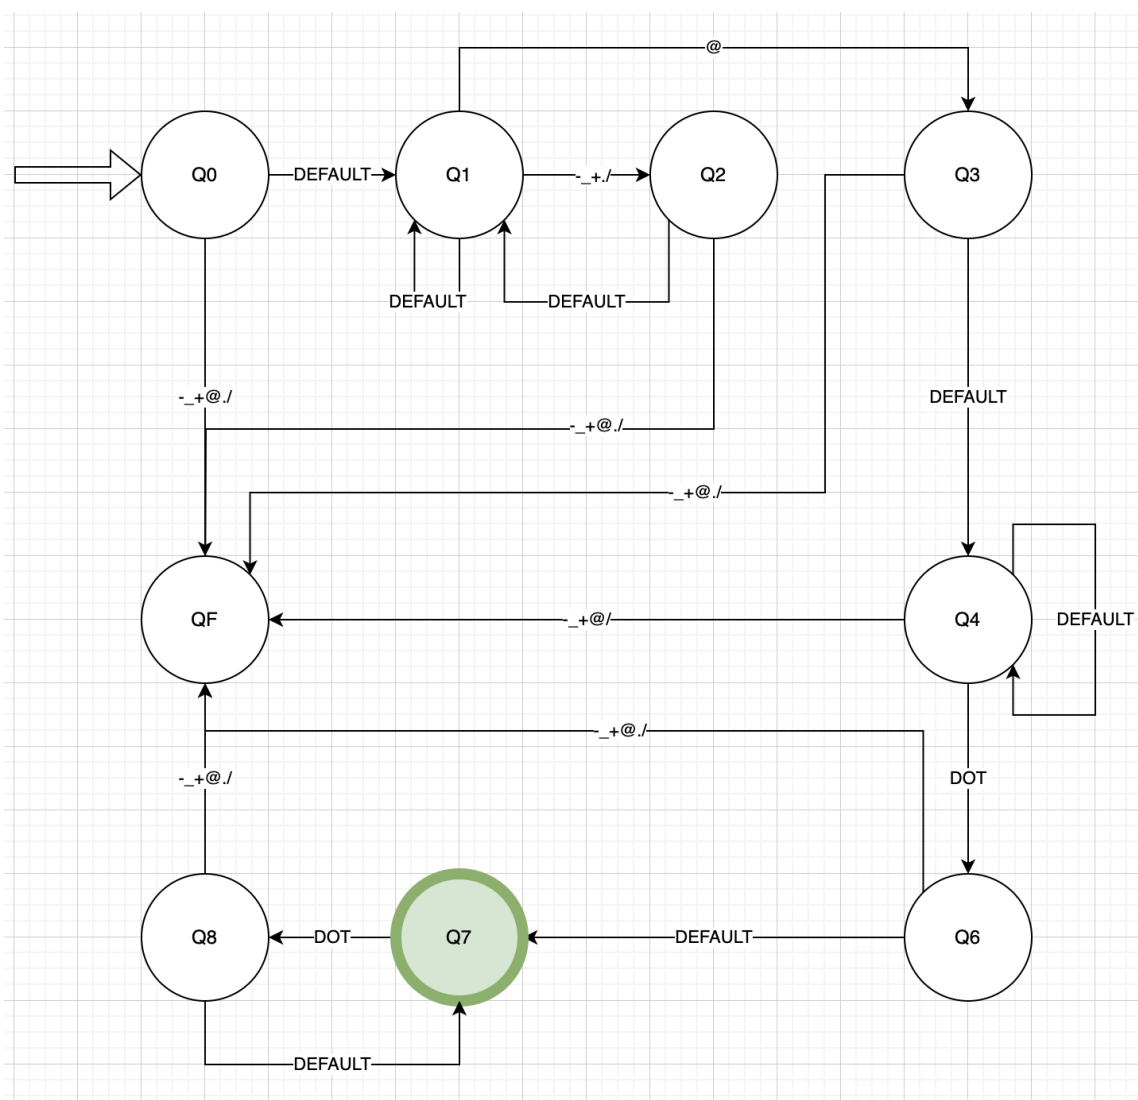 @
Q0
DEFAULT
Q1
-_+./
Q2
Q3
DEFAULT
DEFAULT
-_+@./
DEFAULT
-_+@./
-_+@./
QF
-_+@/
Q4
DEFAULT
-_+@./
-_+@./
DOT
Q8
DOT
Q7
DEFAULT
Q6
DEFAULT